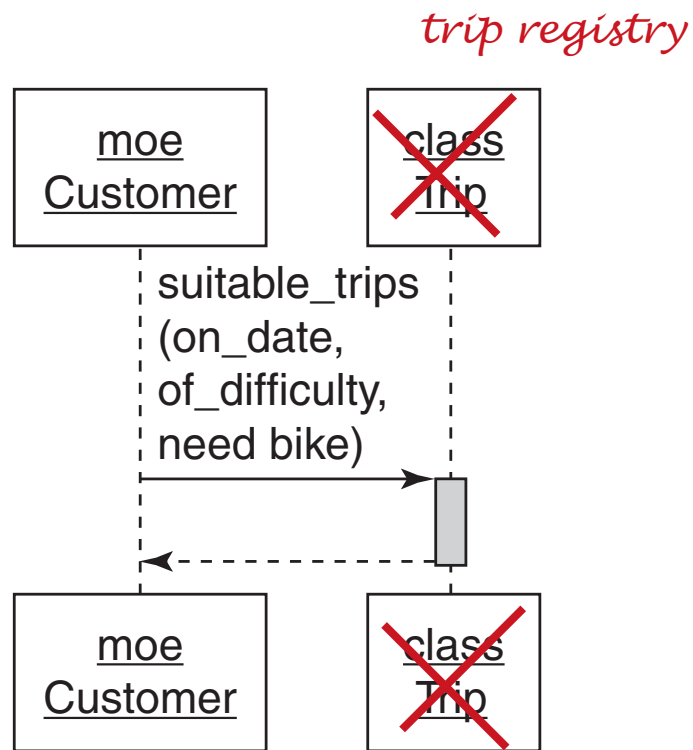 trip registry
moe
Customer
class
Trip
suitable_trips
(on_date,
of_difficulty,
need bike)
moe
Customer
class
Trip